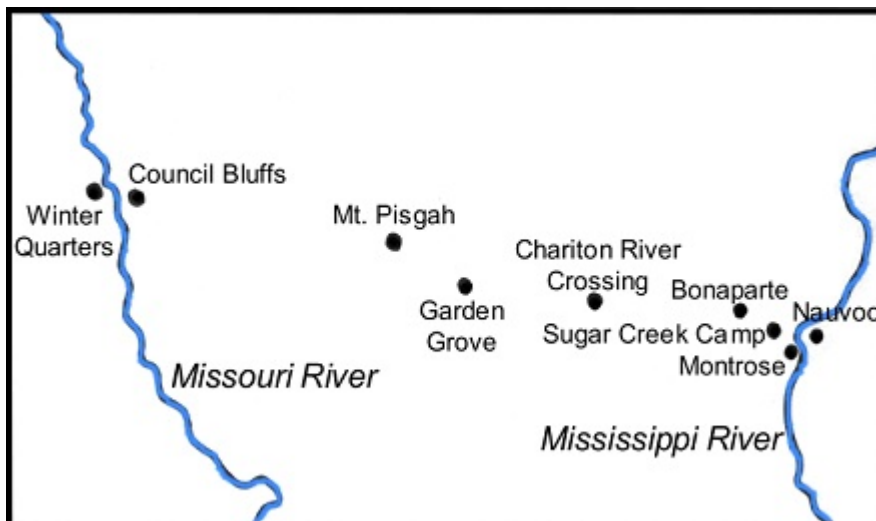 Council Bluffs
Winter
Quarters
Mt. Pisgah
Garden
Grove
Chariton River
Crossing
Bonaparte
Nauvoo
Sugar Creek Camp
Montrose
Missouri River
Mississippi River